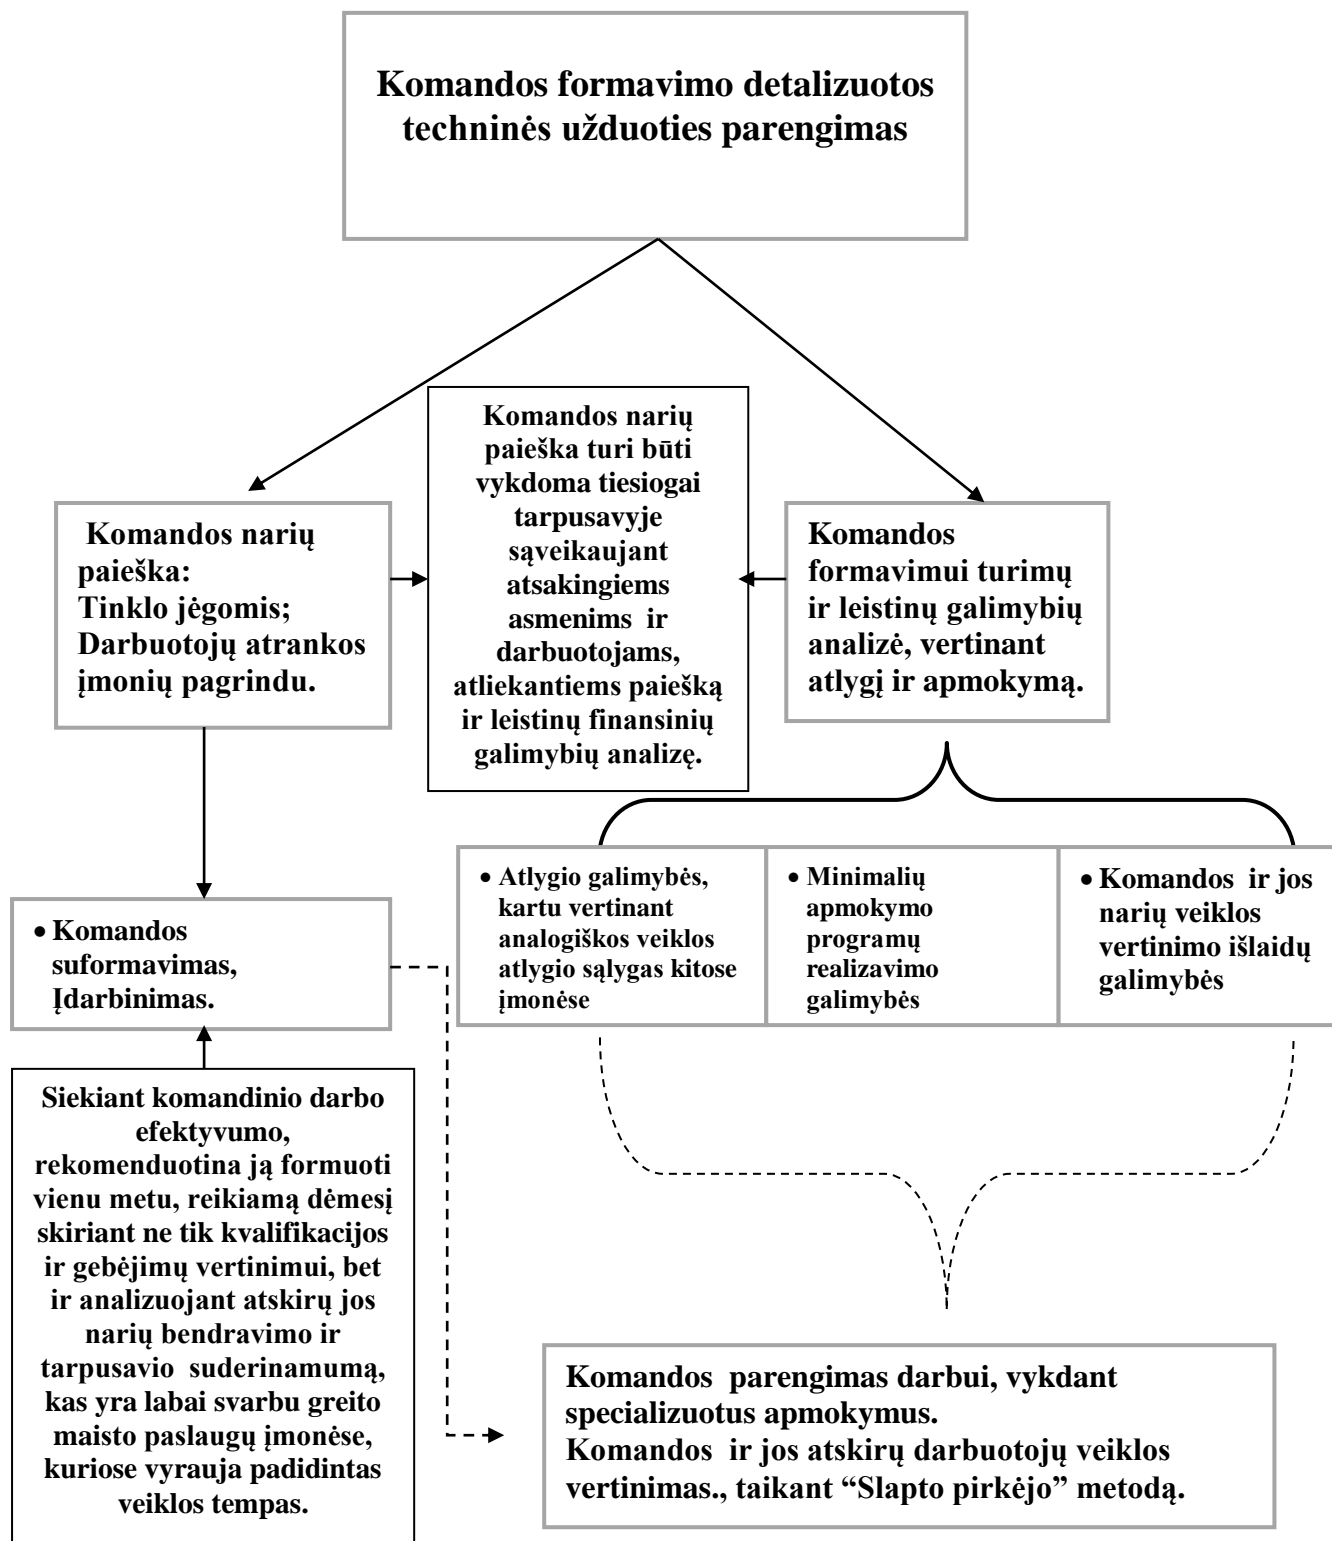 Komandos formavimo detalizuotos
techninės užduoties parengimas
Komandos narių
paieška turi būti
vykdoma tiesiogai
tarpusavyje
sąveikaujant
atsakingiems
asmenims ir
darbuotojams,
atliekantiems paiešką
ir leistinų finansinių
galimybių analizę.
Komandos narių
paieška:
Tinklo jėgomis;
Darbuotojų atrankos
įmonių pagrindu.
Komandos
formavimui turimų
ir leistinų galimybių
analizė, vertinant
atlygį ir apmokymą.
• Atlygio galimybės,
kartu vertinant
analogiškos veiklos
atlygio sąlygas kitose
įmonėse
• Minimalių
apmokymo
programų
realizavimo
galimybės
• Komandos ir jos
narių veiklos
vertinimo išlaidų
galimybės
• Komandos
suformavimas,
Įdarbinimas.
Siekiant komandinio darbo
efektyvumo,
rekomenduotina ją formuoti
vienu metu, reikiamą dėmesį
skiriant ne tik kvalifikacijos
ir gebėjimų vertinimui, bet
ir analizuojant atskirų jos
narių bendravimo ir
tarpusavio suderinamumą,
kas yra labai svarbu greito
maisto paslaugų įmonėse,
kuriose vyrauja padidintas
veiklos tempas.
Komandos parengimas darbui, vykdant
specializuotus apmokymus.
Komandos ir jos atskirų darbuotojų veiklos
vertinimas., taikant “Slapto pirkėjo” metodą.